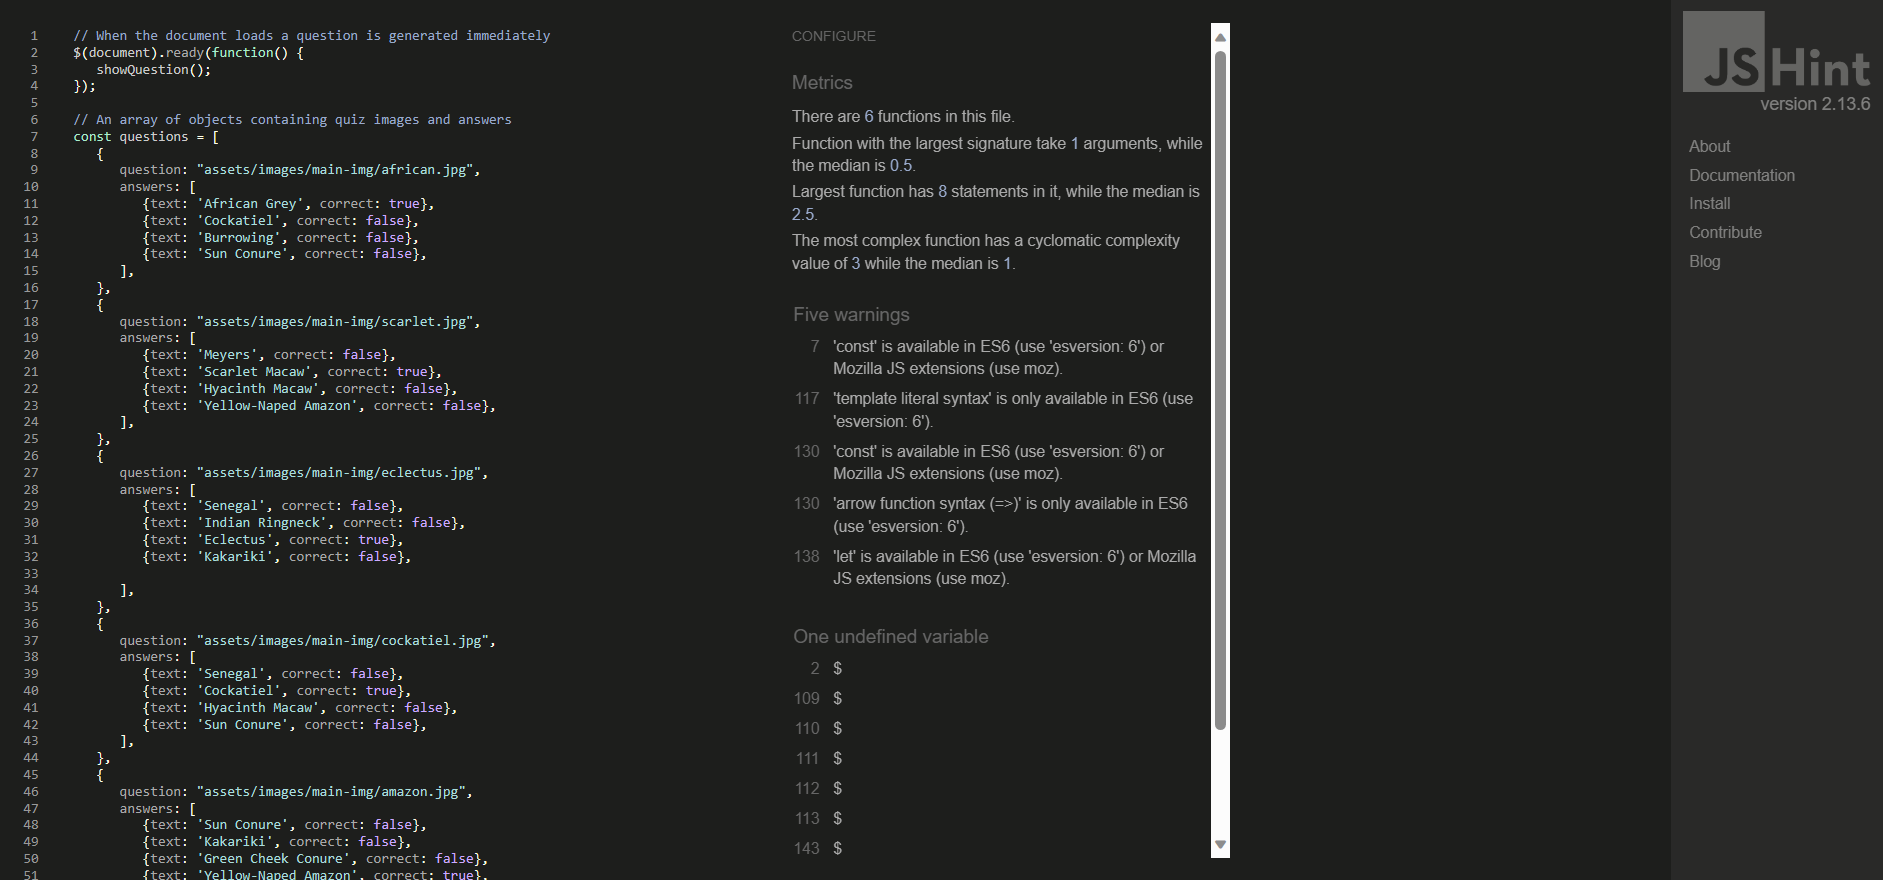 1 // When the document loads a question is generated immediately
2 $(document).ready(function() {
3 showQuestion();
4 });
5
6 // An array of objects containing quiz images and answers
7 const questions = [
8 {
9 question: "assets/images/main-img/african.jpg",
10 answers: [
11 {text: 'African Grey', correct: true},
12 {text: 'Cockatiel', correct: false},
13 {text: 'Burrowing', correct: false},
14 {text: 'Sun Conure', correct: false},
15 ],
16 },
17 {
18 question: "assets/images/main-img/scarlet.jpg",
19 answers: [
20 {text: 'Meyers', correct: false},
21 {text: 'Scarlet Macaw', correct: true},
22 {text: 'Hyacinth Macaw', correct: false},
23 {text: 'Yellow-Naped Amazon', correct: false},
24 ],
25 },
26 {
27 question: "assets/images/main-img/eclectus.jpg",
28 answers: [
29 {text: 'Senegal', correct: false},
30 {text: 'Indian Ringneck', correct: false},
31 {text: 'Eclectus', correct: true},
32 {text: 'Kakariki', correct: false},
33
34 ],
35 },
36 {
37 question: "assets/images/main-img/cockatiel.jpg",
38 answers: [
39 {text: 'Senegal', correct: false},
40 {text: 'Cockatiel', correct: true},
41 {text: 'Hyacinth Macaw', correct: false},
42 {text: 'Sun Conure', correct: false},
43 ],
44 },
45 {
46 question: "assets/images/main-img/amazon.jpg",
47 answers: [
48 {text: 'Sun Conure', correct: false},
49 {text: 'Kakariki', correct: false},
50 {text: 'Green Cheek Conure', correct: false},
51 {text: 'Yellow-Naped Amazon', correct: true},
CONFIGURE
Metrics
There are 6 functions in this file.
Function with the largest signature take 1 arguments, while
the median is 0.5.
Largest function has 8 statements in it, while the median is
2.5.
The most complex function has a cyclomatic complexity
value of 3 while the median is 1.
Five warnings
7 'const' is available in ES6 (use 'esversion: 6') or
Mozilla JS extensions (use moz).
117 'template literal syntax' is only available in ES6 (use
'esversion: 6').
130 'const' is available in ES6 (use 'esversion: 6') or
Mozilla JS extensions (use moz).
130 'arrow function syntax (=>)' is only available in ES6
(use 'esversion: 6').
138 'let' is available in ES6 (use 'esversion: 6') or Mozilla
JS extensions (use moz).
One undefined variable
2 $
109 $
110 $
111 $
112 $
113 $
143 $
JSHint
version 2.13.6
About
Documentation
Install
Contribute
Blog